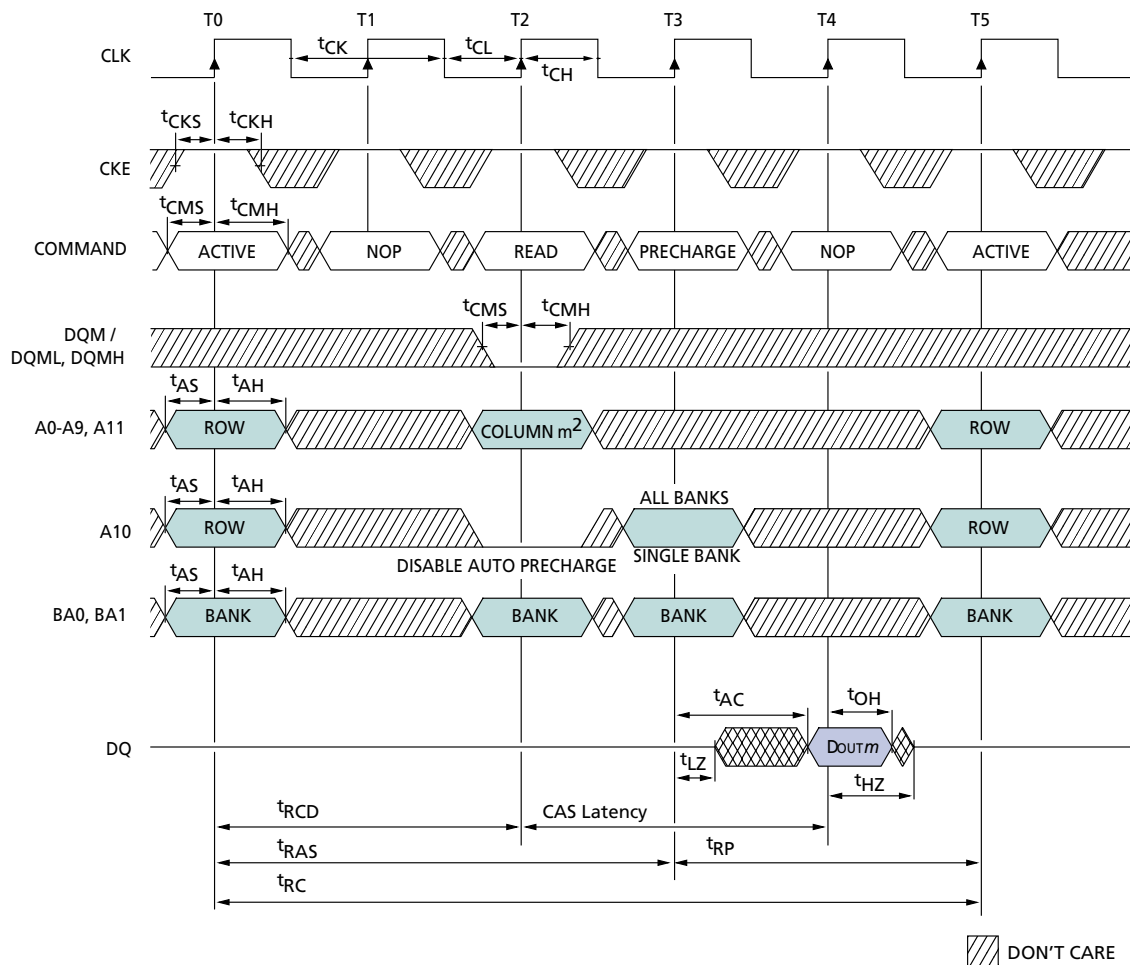 T0 T1 T2 T3 T4 T5
CLK
tCK tCL
tCH
tCKS tCKH
CKE
tCMS tCMH
COMMAND ACTIVE NOP READ PRECHARGE NOP ACTIVE
tCMS tCMH
DQM /
DQML, DQMH
tAS tAH
A0-A9, A11 ROW COLUMN m2 ROW
tAS tAH
ALL BANKS
A10 ROW ROW
DISABLE AUTO PRECHARGE SINGLE BANK
tAS tAH
BA0, BA1 BANK BANK BANK BANK
tAC tOH
DQ DOUT m
tLZ tHZ
tRCD CAS Latency
tRAS tRP
tRC
DON'T CARE